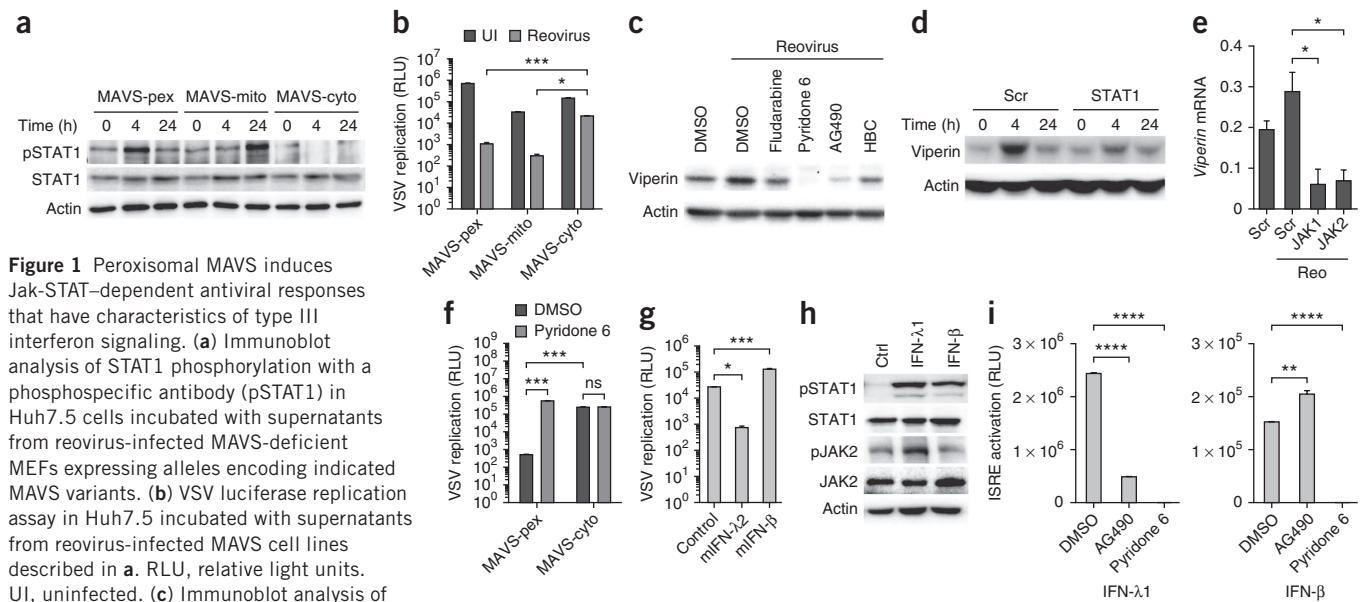 a
MAVS-pex MAVS-mito MAVS-cyto
Time (h) 0 4 24 0 4 24 0 4 24
pSTAT1
STAT1
Actin
b
UI Reovirus
VSV replication (RLU)
10^7
10^6
10^5
10^4
10^3
10^2
10^1
10^0
***
*
MAVS-pex
MAVS-mito
MAVS-cyto
c
Reovirus
DMSO
DMSO
Fludarabine
Pyridone 6
AG490
HBC
Viperin
Actin
d
Scr STAT1
Time (h) 0 4 24 0 4 24
Viperin
Actin
e
Viperin mRNA
0.4
0.3
0.2
0.1
0
*
*
Scr
Scr
JAK1
JAK2
Reo
Figure 1 Peroxisomal MAVS induces
Jak-STAT–dependent antiviral responses
that have characteristics of type III
interferon signaling. (a) Immunoblot
analysis of STAT1 phosphorylation with a
phosphospecific antibody (pSTAT1) in
Huh7.5 cells incubated with supernatants
from reovirus-infected MAVS-deficient
MEFs expressing alleles encoding indicated
MAVS variants. (b) VSV luciferase replication
assay in Huh7.5 incubated with supernatants
from reovirus-infected MAVS cell lines
described in a. RLU, relative light units.
UI, uninfected. (c) Immunoblot analysis of
f
DMSO
Pyridone 6
VSV replication (RLU)
10^9
10^8
10^7
10^6
10^5
10^4
10^3
10^2
10^1
10^0
***
***
ns
MAVS-pex
MAVS-cyto
g
VSV replication (RLU)
10^6
10^5
10^4
10^3
10^2
10^1
10^0
***
*
Control
mIFN-λ2
mIFN-β
h
Ctrl
IFN-λ1
IFN-β
pSTAT1
STAT1
pJAK2
JAK2
Actin
i
ISRE activation (RLU)
3 × 10^6
2 × 10^6
1 × 10^6
0
****
****
DMSO
AG490
Pyridone 6
IFN-λ1
3 × 10^5
2 × 10^5
1 × 10^5
0
****
**
DMSO
AG490
Pyridone 6
IFN-β